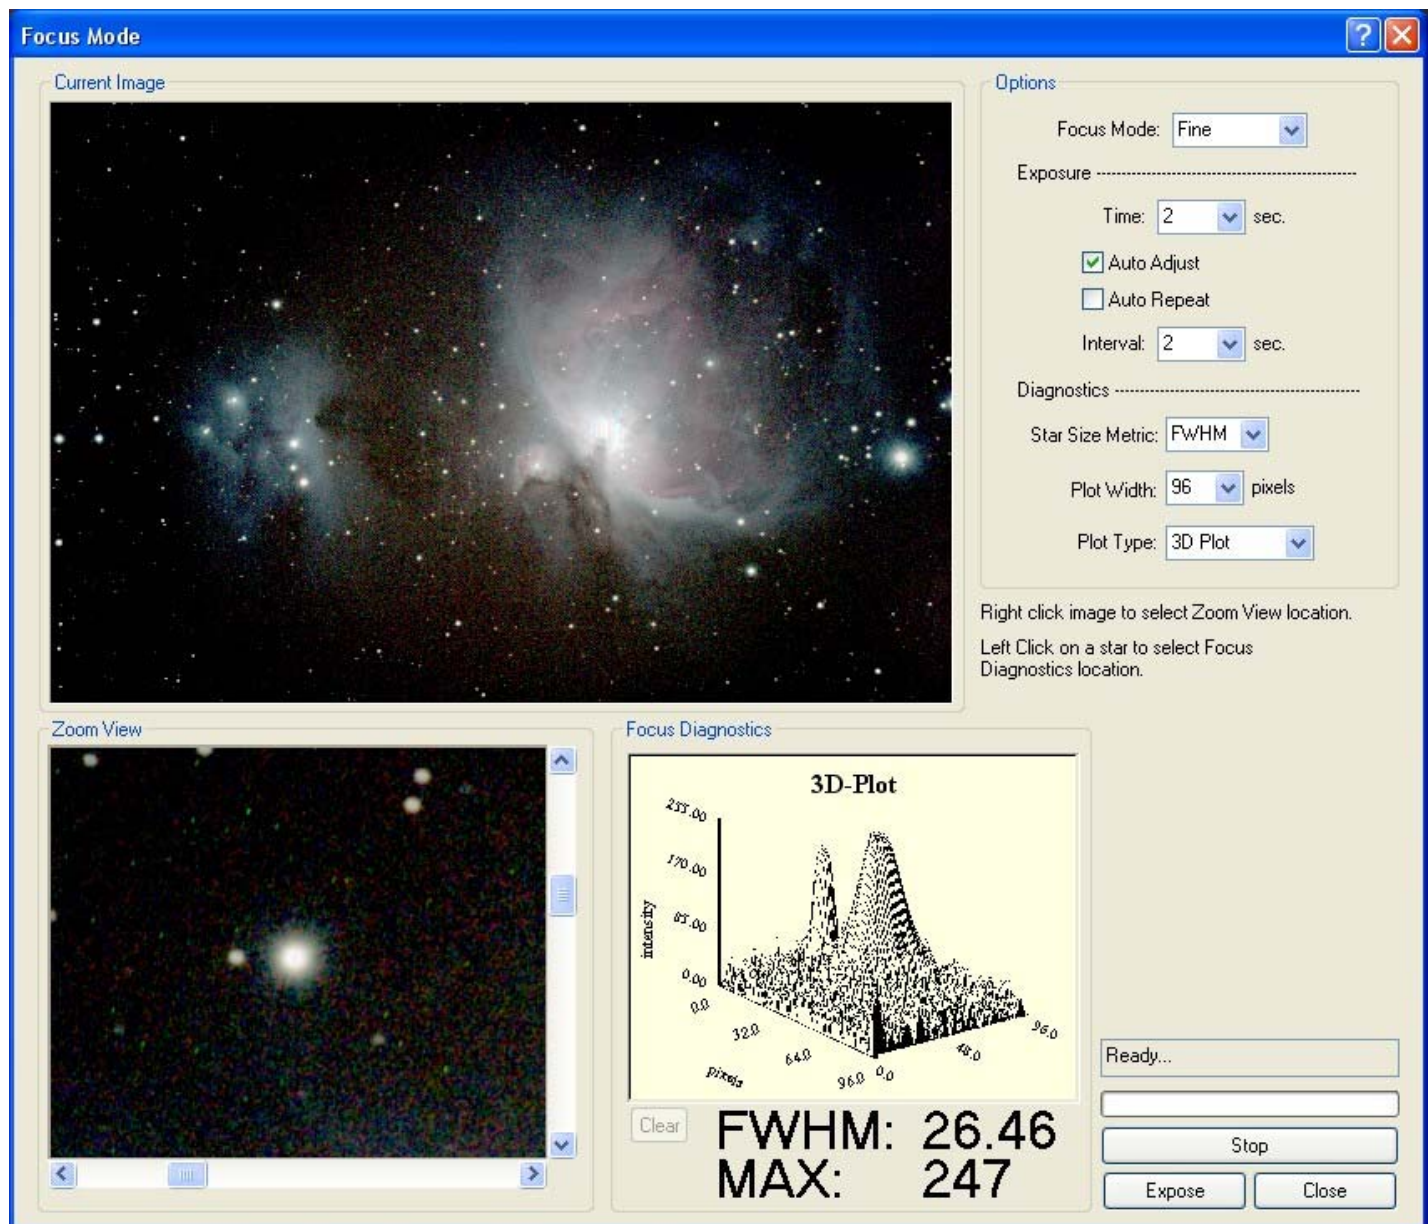 Focus Mode
?
Current Image
Options
Focus Mode: Fine
Exposure
Time: 2 sec.
Auto Adjust
Auto Repeat
Interval: 2 sec.
Diagnostics
Star Size Metric: FWHM
Plot Width: 96 pixels
Plot Type: 3D Plot
Right click image to select Zoom View location.
Left Click on a star to select Focus
Diagnostics location.
Zoom View
Focus Diagnostics
3D-Plot
255.00
170.00
85.00
0.00
intensity
0.0
32.0
64.0
96.0
pixels
0.0
48.0
96.0
Clear
FWHM: 26.46
MAX: 247
Ready...
Stop
Expose
Close